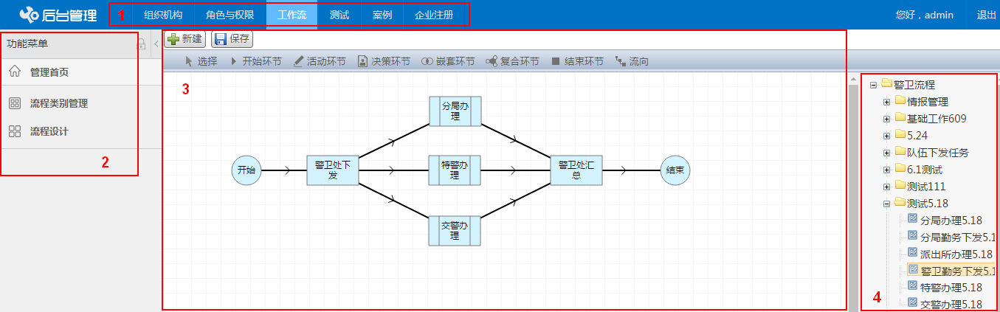 后台管理
1
组织机构
角色与权限
工作流
测试
案例
企业注册
您好，admin
退出
功能菜单
管理首页
流程类别管理
流程设计
2
新建
保存
选择
开始环节
活动环节
决策环节
嵌套环节
复合环节
结束环节
流向
3
开始
警卫处下
发
分局办
理
特警办
理
交警办
理
警卫处汇
总
结束
警卫流程
情报管理
基础工作609
5.24
队伍下发任务
6.1测试
测试111
测试5.18
分局办理5.18
分局勤务下发5.1
派出所办理5.18
警卫勤务下发5.1
特警办理5.18
交警办理5.18
4